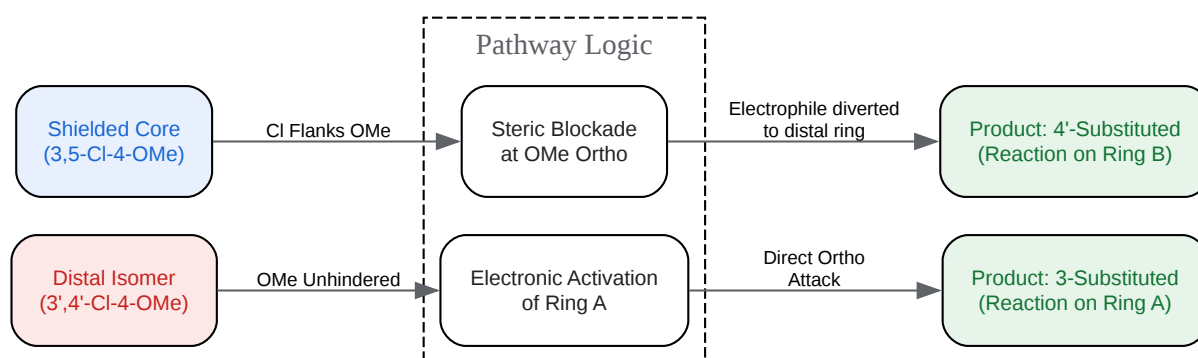 Pathway Logic
Shielded Core
(3,5-Cl-4-OMe)
Cl Flanks OMe
Steric Blockade
at OMe Ortho
Electrophile diverted
to distal ring
Product: 4'-Substituted
(Reaction on Ring B)
Distal Isomer
(3',4'-Cl-4-OMe)
OMe Unhindered
Electronic Activation
of Ring A
Direct Ortho
Attack
Product: 3-Substituted
(Reaction on Ring A)